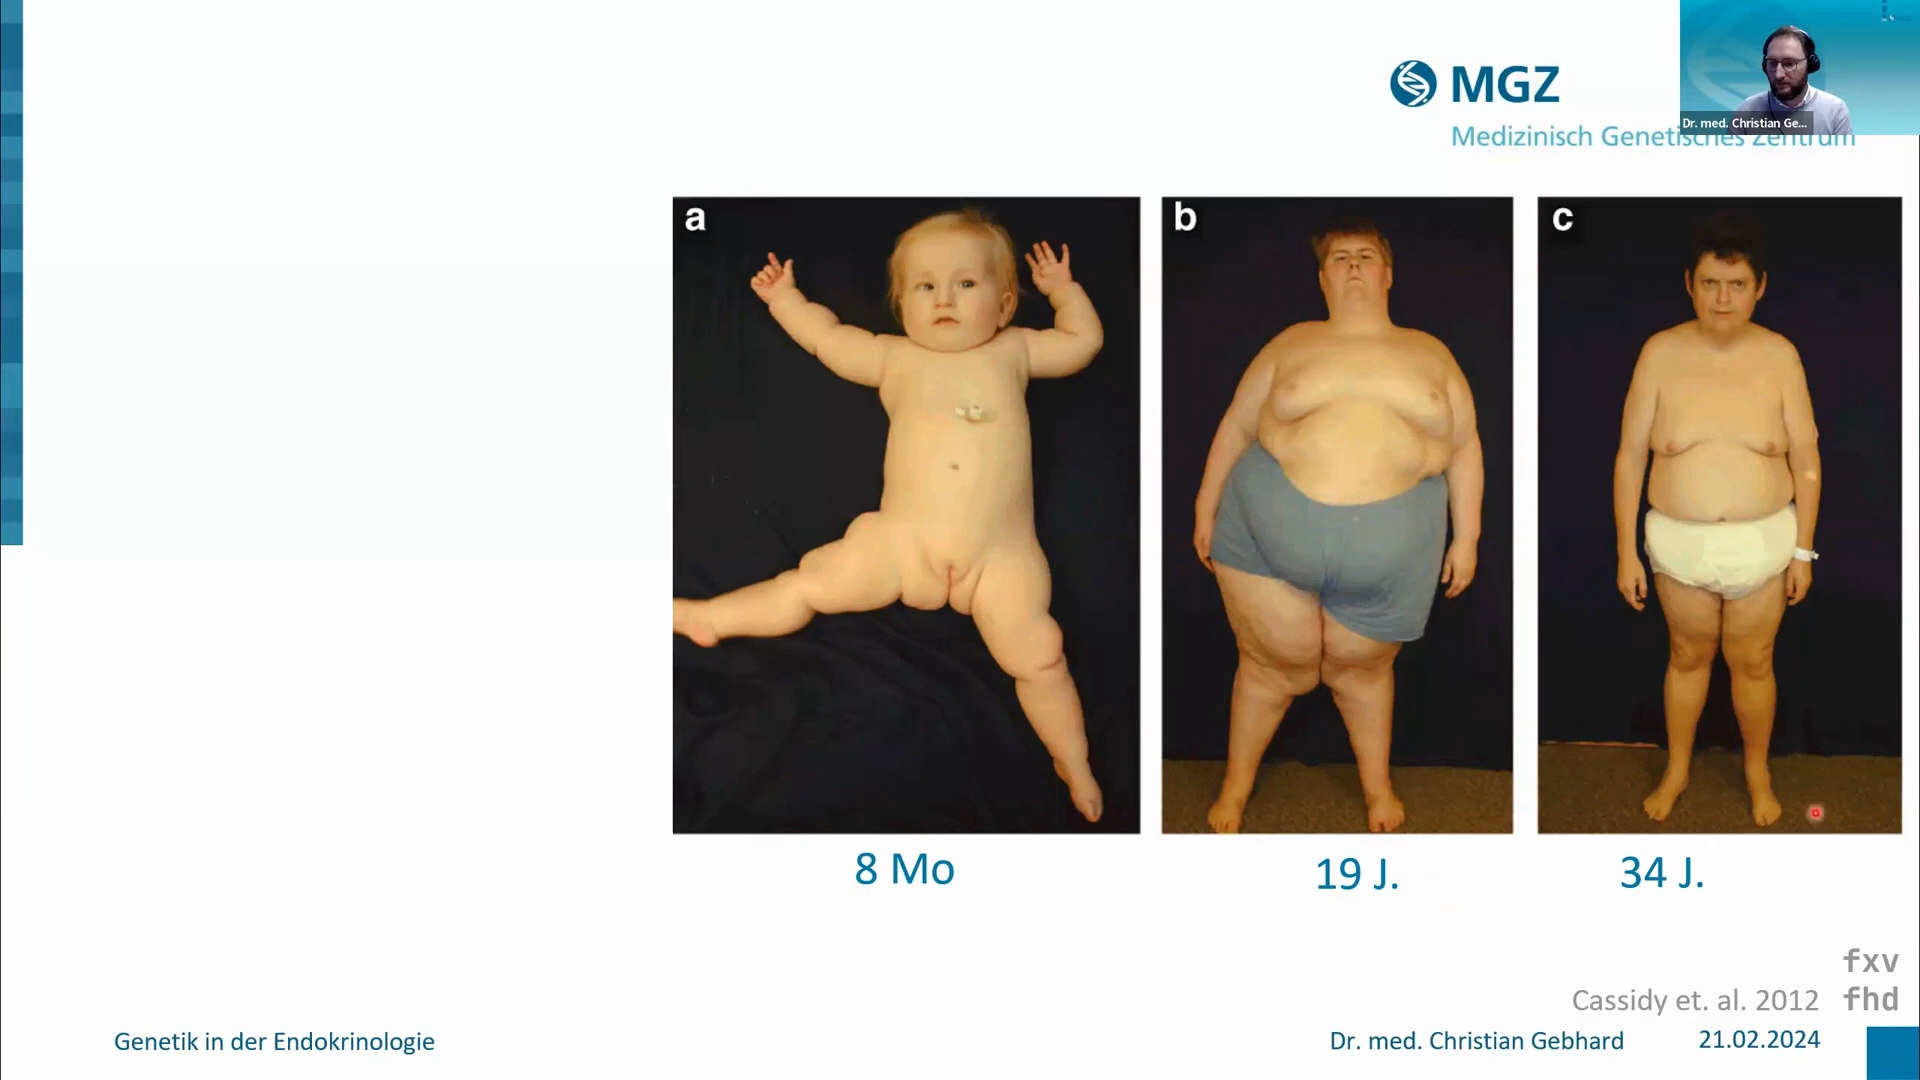 MGZ
Medizinisch Genetisches Zentrum
Dr. med. Christian Ge...
a
b
c
8 Mo
19 J.
34 J.
fxv
Cassidy et. al. 2012
fhd
Genetik in der Endokrinologie
Dr. med. Christian Gebhard
21.02.2024